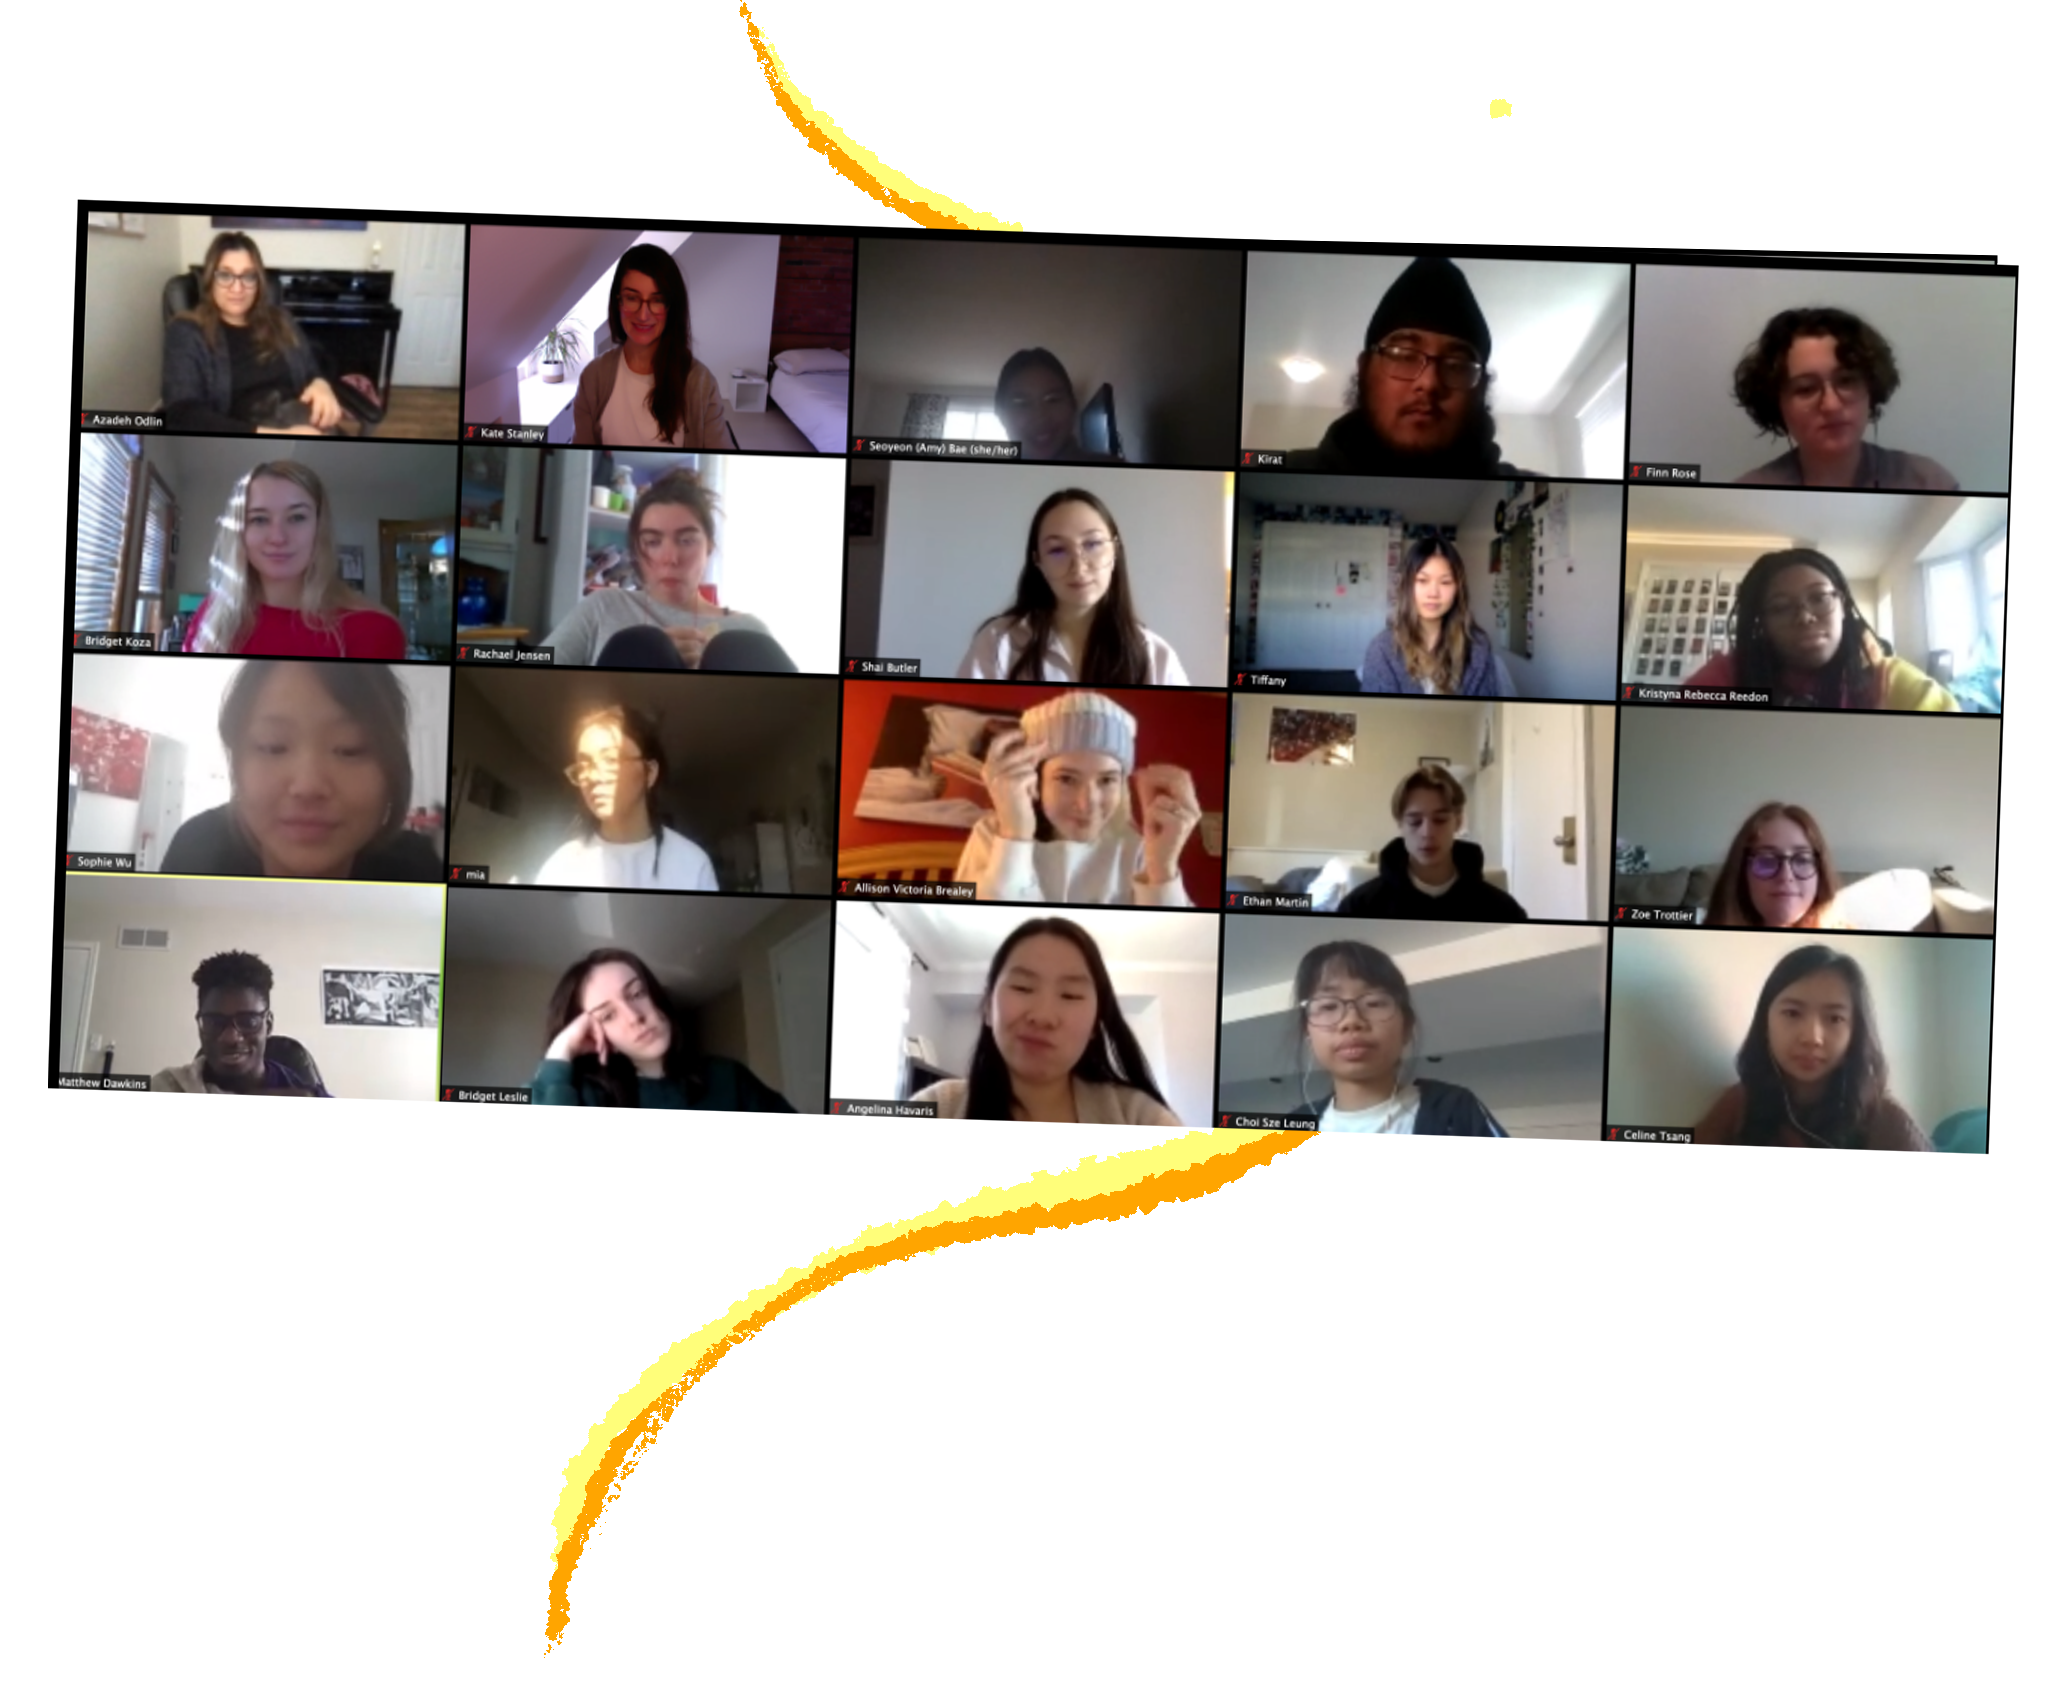 Azadeh Odlin
Kate Stanley
Seoyeon (Amy) Bae (she/her)
Kirat
Finn Rose
Bridget Koza
Rachael Jensen
Shai Butler
Tiffany
Kristyna Rebecca Reedon
Sophie Wu
mia
Allison Victoria Brealey
Ethan Martin
Zoe Trottier
Matthew Dawkins
Bridget Leslie
Angelina Havaris
Choi Sze Leung
Celine Tsang